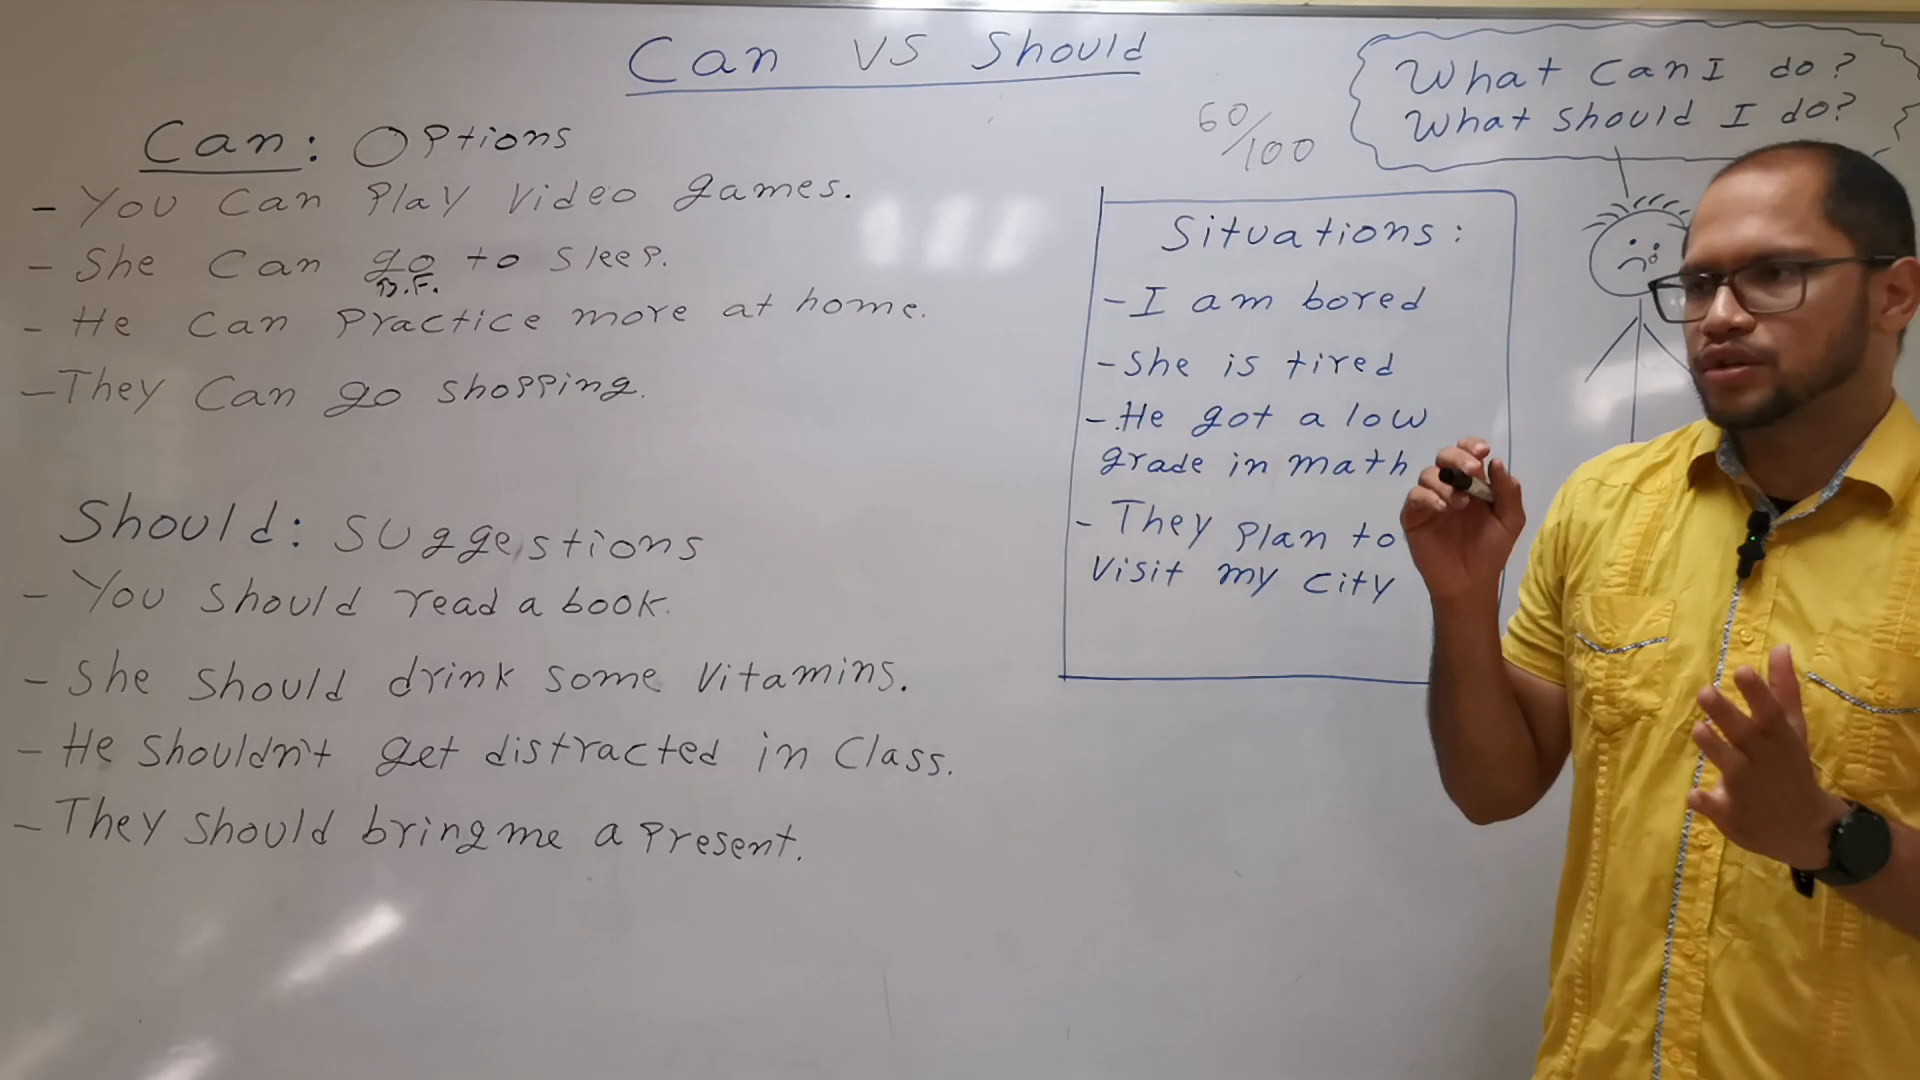 Can VS Should
Can: Options
- You Can Play Video games.
- She Can go to Sleep.
B.F.
- He Can Practice more at home.
- They Can go shopping.
Should: Suggestions
- You should read a book.
- She should drink some Vitamins.
- He shouldn't get distracted in Class.
- They should bring me a Present.
60/100
What Can I do?
What should I do?
Situations:
- I am bored
- She is tired
- He got a low
grade in math
- They Plan to
Visit my City